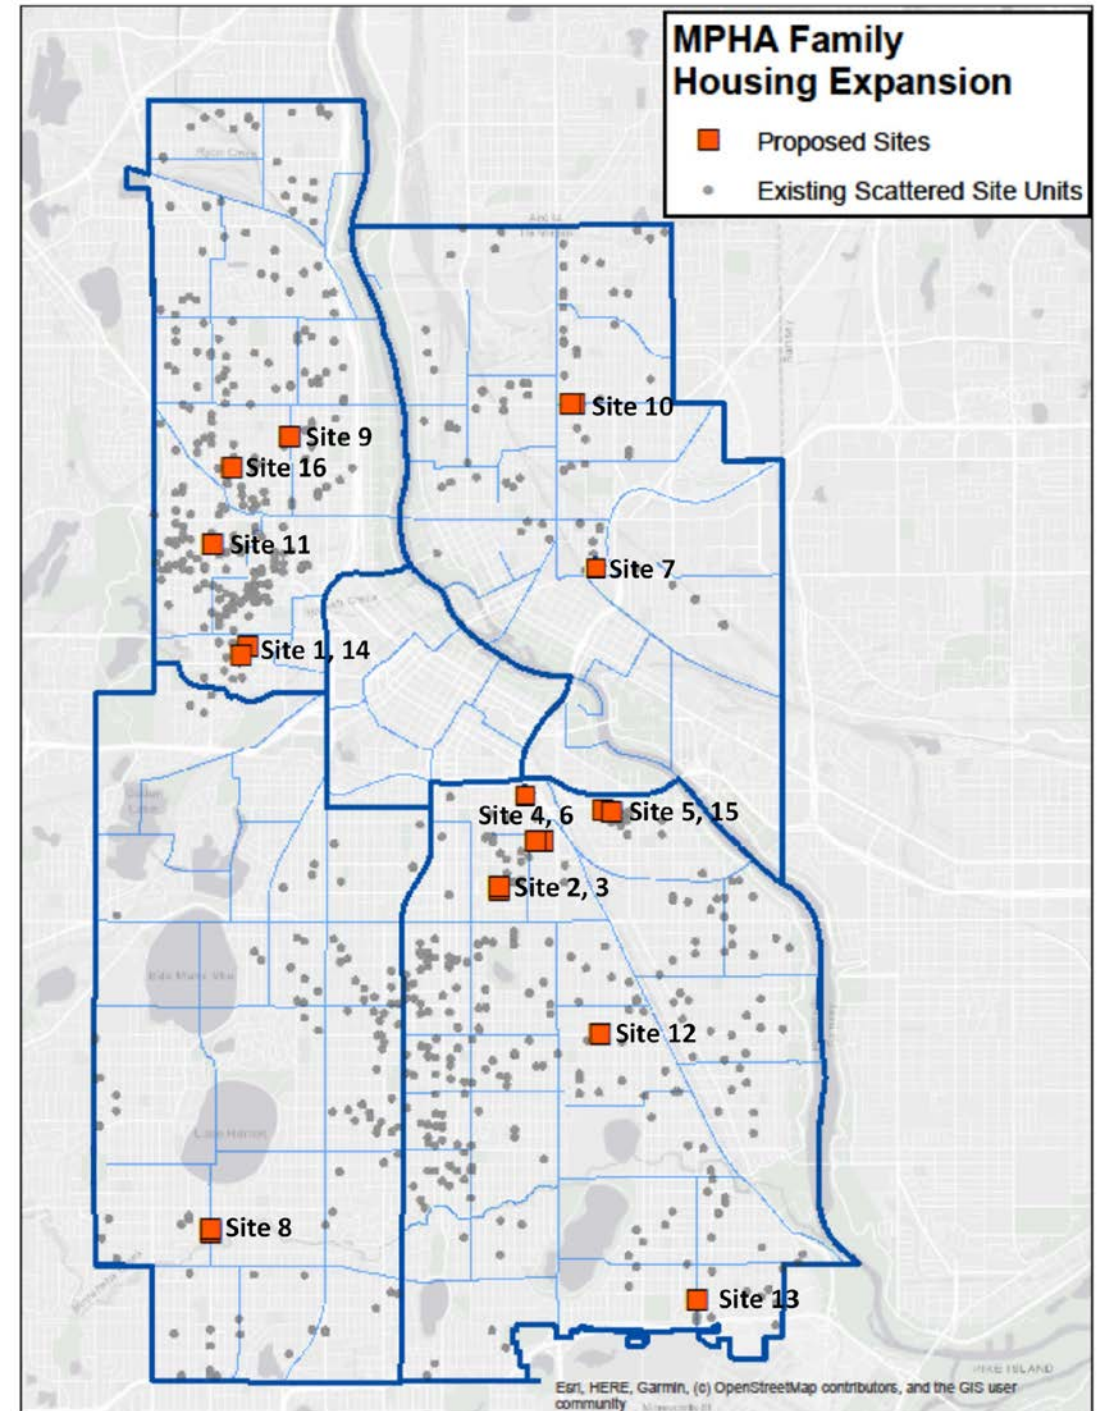 MPHA Family
Housing Expansion
Proposed Sites
Existing Scattered Site Units
Site 10
Site 9
Site 16
Site 11
Site 7
Site 1, 14
Site 4, 6
Site 5, 15
Site 2, 3
Site 12
Site 8
Site 13
PIKE ISLAND
Esri, HERE, Garmin, (c) OpenStreetMap contributors, and the GIS user
community